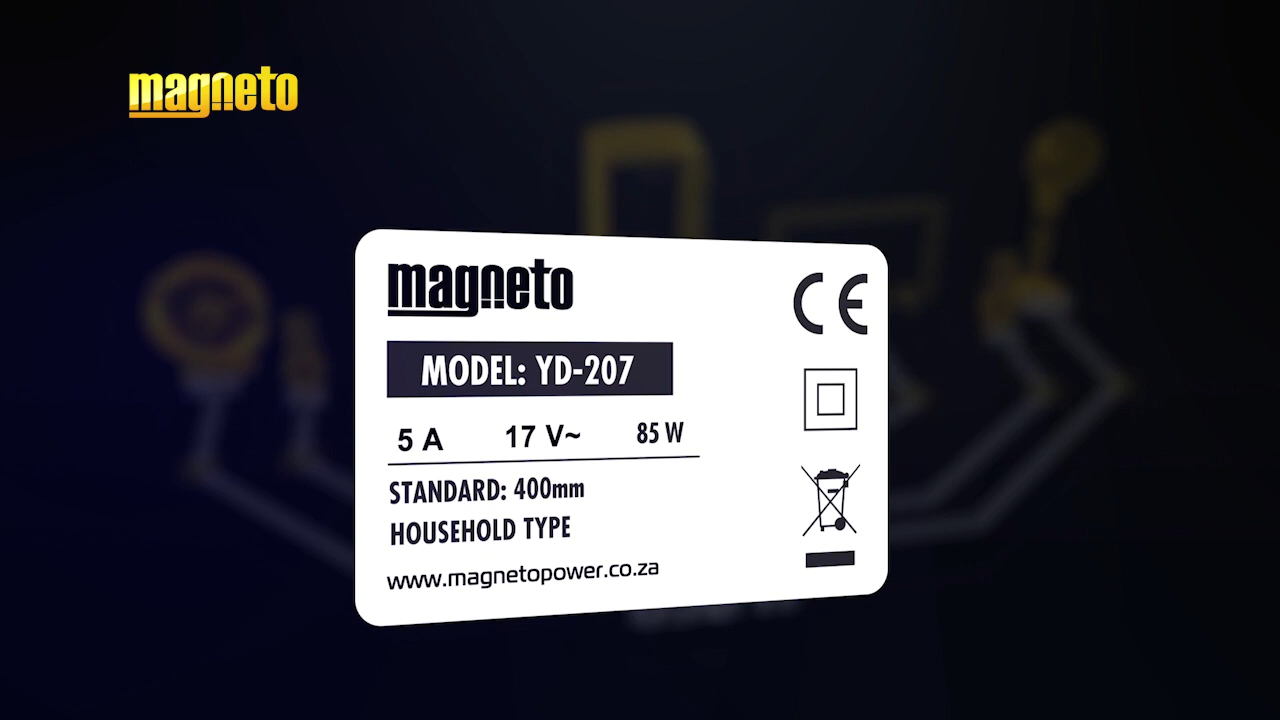 magneto
magneto
MODEL: YD-207
5 A 17 V~ 85 W
STANDARD: 400mm
HOUSEHOLD TYPE
www.magnetopower.co.za
CE